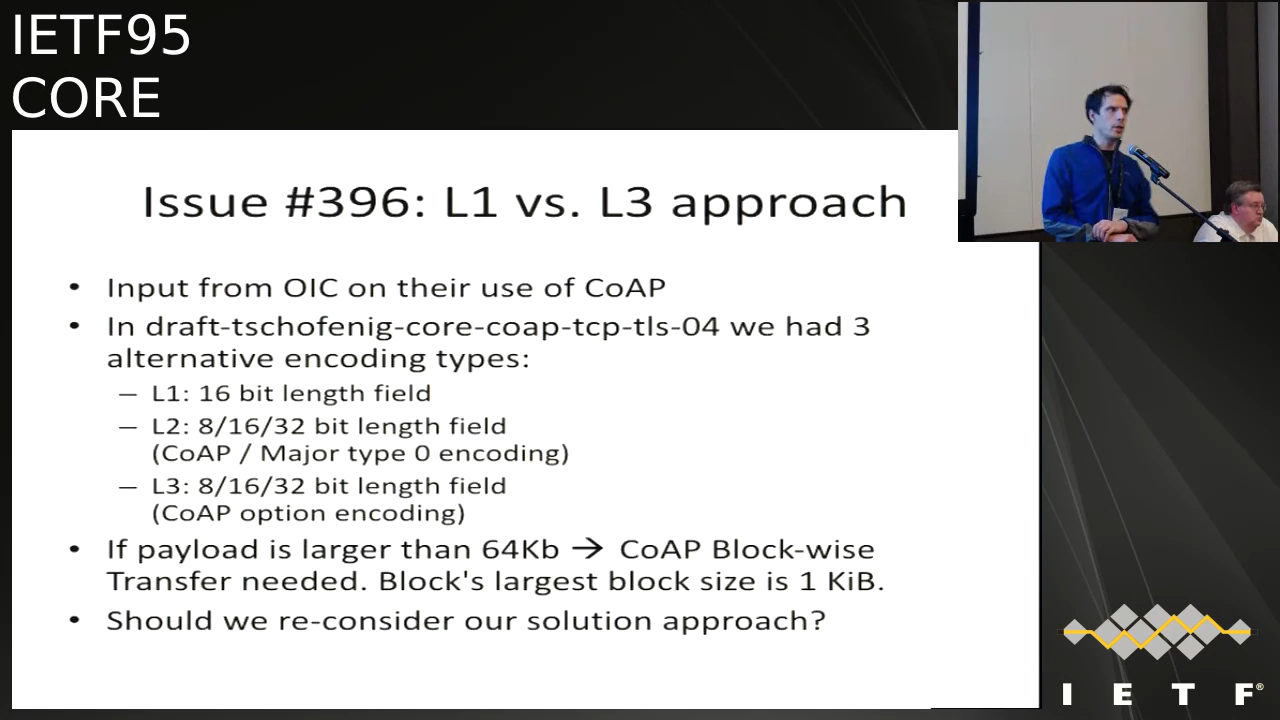 IETF95
CORE
Issue #396: L1 vs. L3 approach
• Input from OIC on their use of CoAP
• In draft-tschofenig-core-coap-tcp-tls-04 we had 3
alternative encoding types:
– L1: 16 bit length field
– L2: 8/16/32 bit length field
(CoAP / Major type 0 encoding)
– L3: 8/16/32 bit length field
(CoAP option encoding)
• If payload is larger than 64Kb → CoAP Block-wise
Transfer needed. Block's largest block size is 1 KiB.
• Should we re-consider our solution approach?
I E T F®